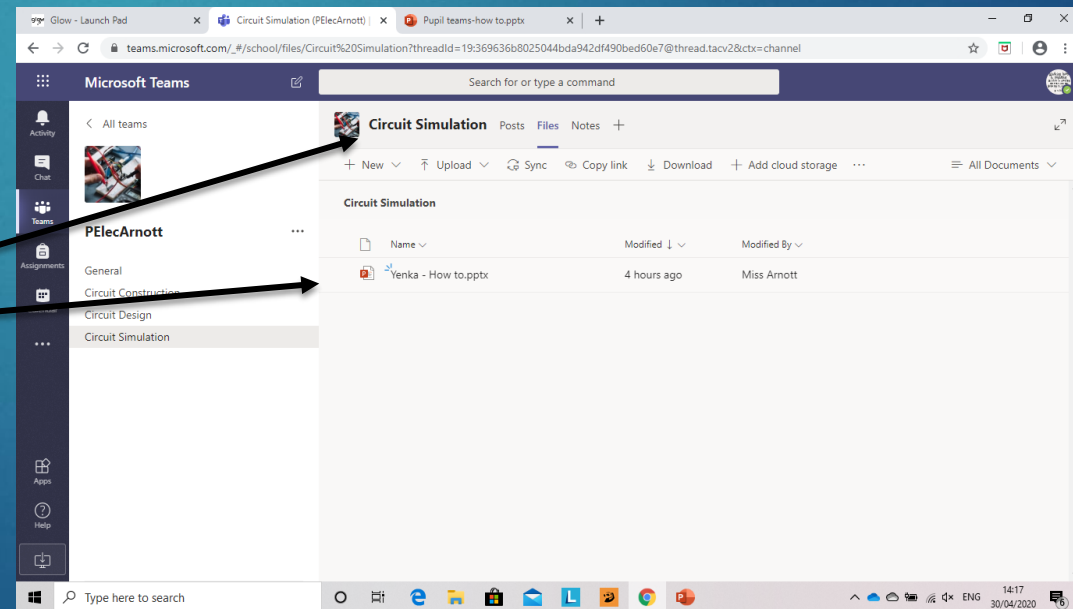 Glow - Launch Pad
Circuit Simulation (PElecArnott) |
Pupil teams-how to.pptx
teams.microsoft.com/_#/school/files/Circuit%20Simulation?threadId=19:369636b8025044bda942df490bed60e7@thread.tacv2&ctx=channel
Microsoft Teams
Search for or type a command
Activity
Chat
Teams
Assignments
Apps
Help
All teams
PElecArnott
General
Circuit Construction
Circuit Design
Circuit Simulation
Circuit Simulation Posts Files Notes
New Upload Sync Copy link Download Add cloud storage All Documents
Circuit Simulation
Name Modified Modified By
Yenka - How to.pptx 4 hours ago Miss Arnott
Type here to search
ENG
14:17
30/04/2020
6